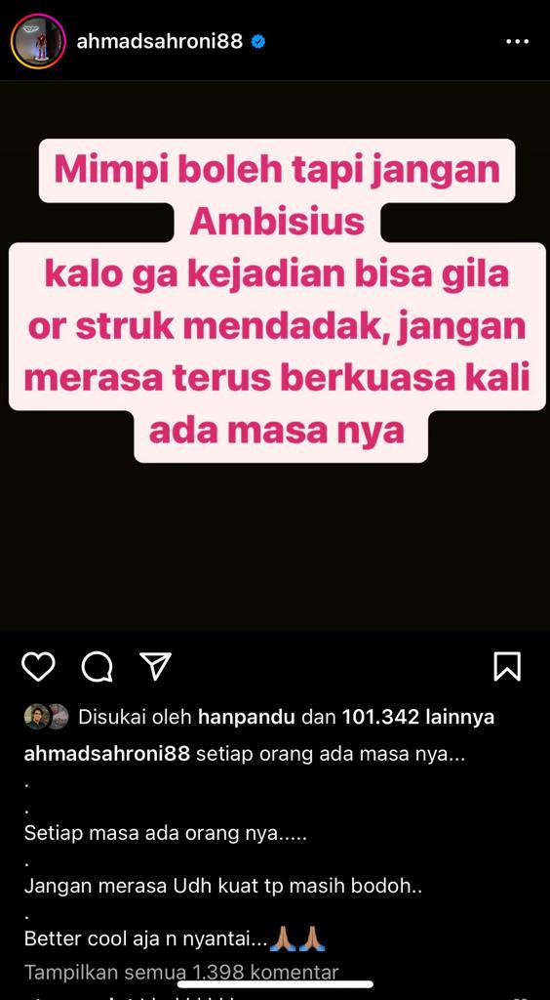 ahmadsahroni88
Mimpi boleh tapi jangan
Ambisius
kalo ga kejadian bisa gila
or struk mendadak, jangan
merasa terus berkuasa kali
ada masa nya
Disukai oleh hanpandu dan 101.342 lainnya
ahmadsahroni88 setiap orang ada masa nya...
.
.
Setiap masa ada orang nya.....
.
Jangan merasa Udh kuat tp masih bodoh..
.
Better cool aja n nyantai...🙏🏽🙏🏽
Tampilkan semua 1.398 komentar